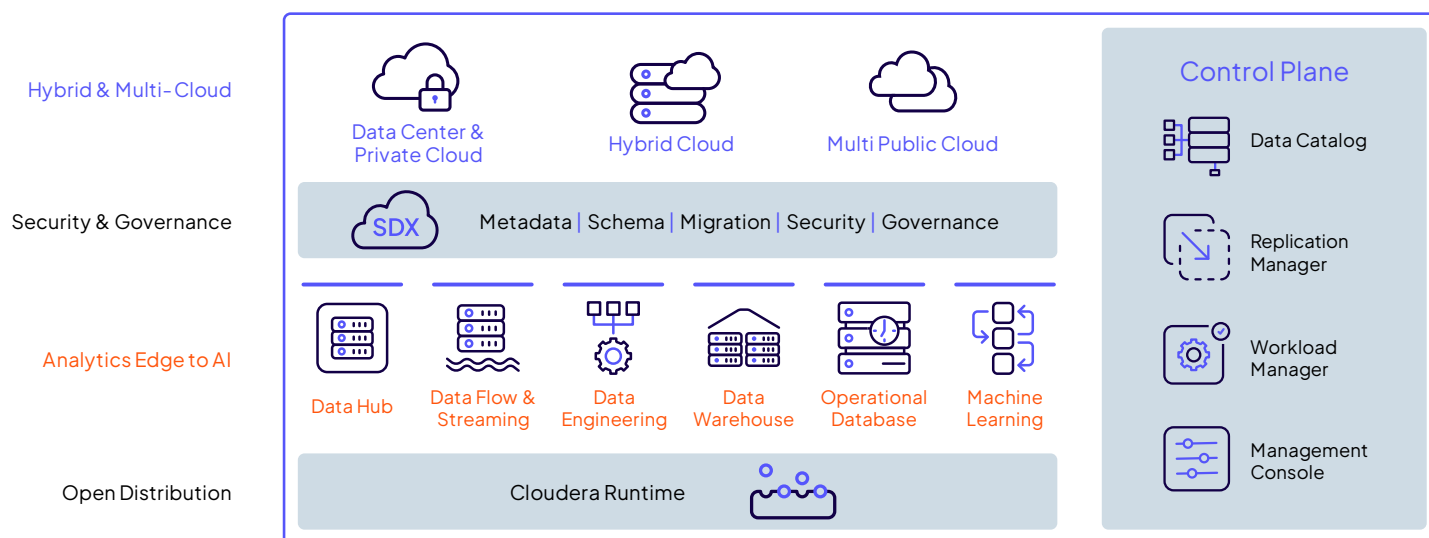 Hybrid & Multi-Cloud
Data Center &
Private Cloud
Hybrid Cloud
Multi Public Cloud
Security & Governance
SDX
Metadata | Schema | Migration | Security | Governance
Analytics Edge to AI
Data Hub
Data Flow &
Streaming
Data
Engineering
Data
Warehouse
Operational
Database
Machine
Learning
Open Distribution
Cloudera Runtime
Control Plane
Data Catalog
Replication
Manager
Workload
Manager
Management
Console